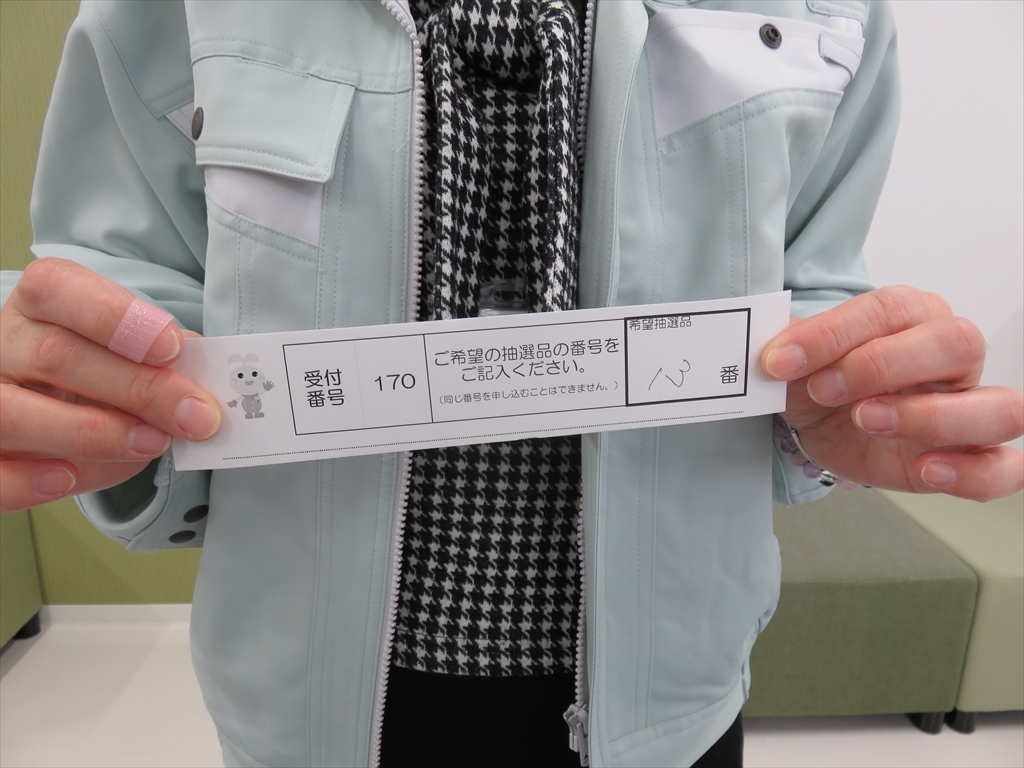 受付
番号
170
ご希望の抽選品の番号を
ご記入ください。
（同じ番号を申し込むことはできません。）
希望抽選品
13
番